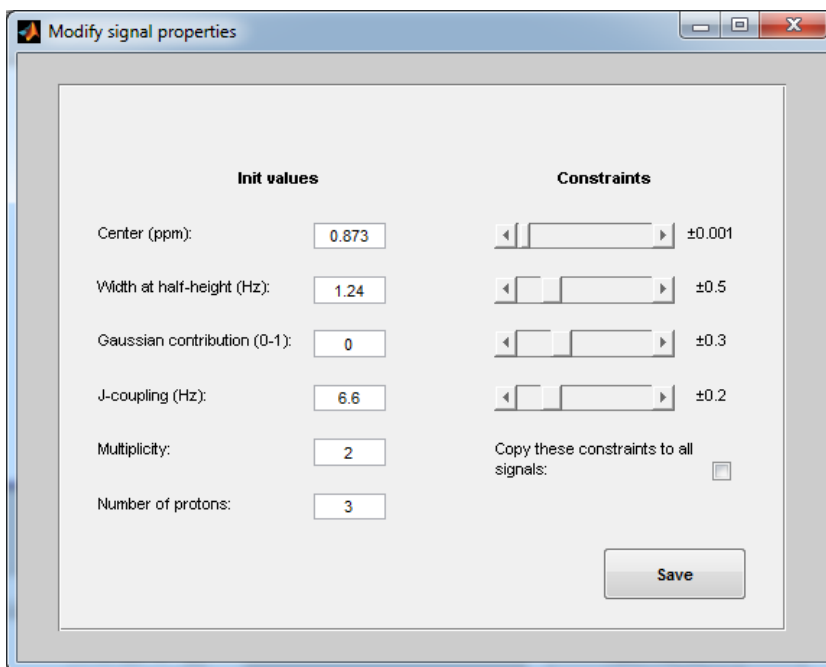 Modify signal properties
Init values Constraints
Center (ppm): 0.873 ±0.001
Width at half-height (Hz): 1.24 ±0.5
Gaussian contribution (0-1): 0 ±0.3
J-coupling (Hz): 6.6 ±0.2
Multiplicity: 2 Copy these constraints to all
signals:
Number of protons: 3
Save